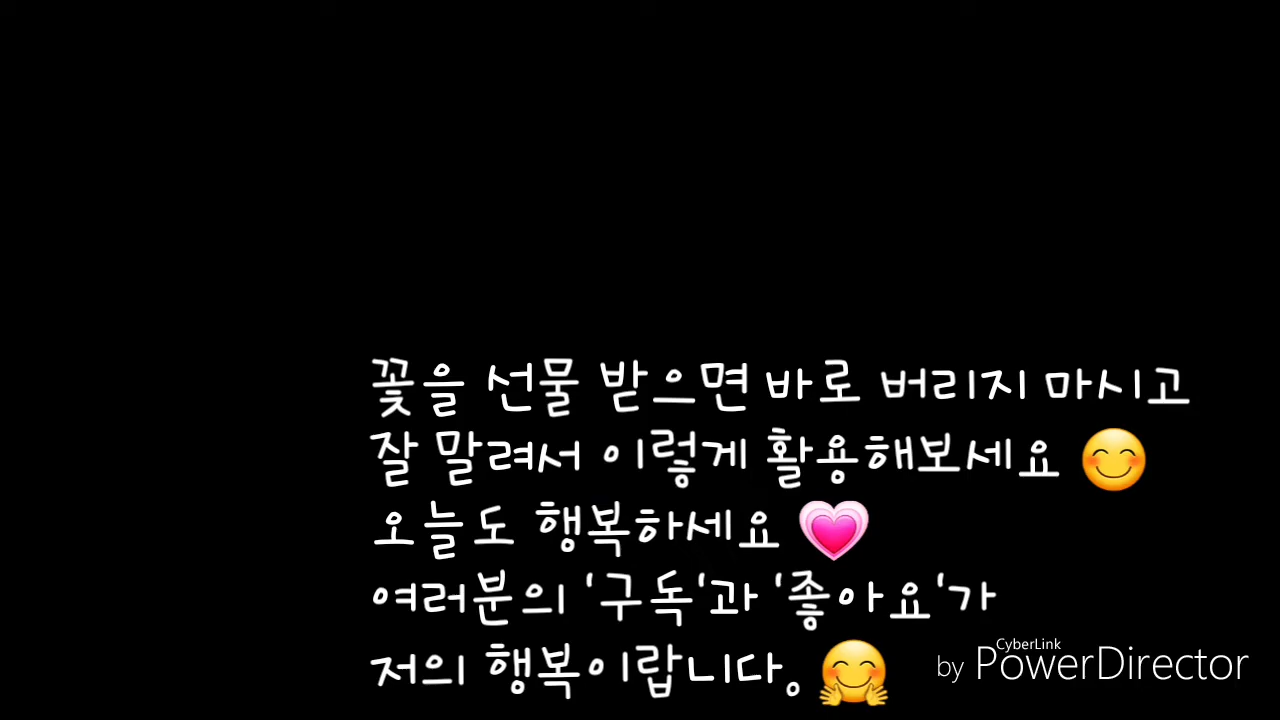 꽃을 선물 받으면 바로 버리지 마시고
잘 말려서 이렇게 활용해보세요 😊
오늘도 행복하세요 💗
여러분의 '구독'과 '좋아요'가
저의 행복이랍니다. 🤗
CyberLink
by PowerDirector